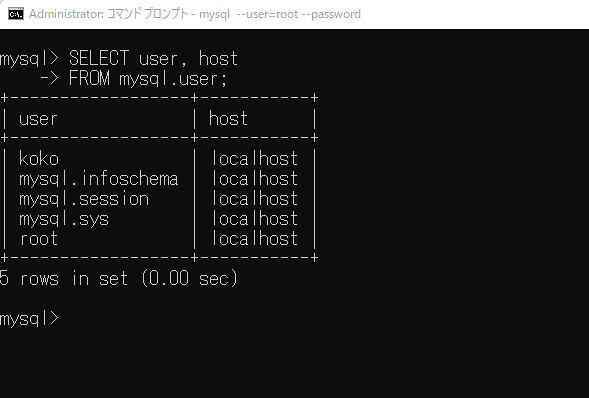 Administrator: コマンドプロンプト - mysql --user=root --password
mysql> SELECT user, host
    -> FROM mysql.user;
+------------------+-----------+
| user             | host      |
+------------------+-----------+
| koko             | localhost |
| mysql.infoschema | localhost |
| mysql.session    | localhost |
| mysql.sys        | localhost |
| root             | localhost |
+------------------+-----------+
5 rows in set (0.00 sec)
mysql>